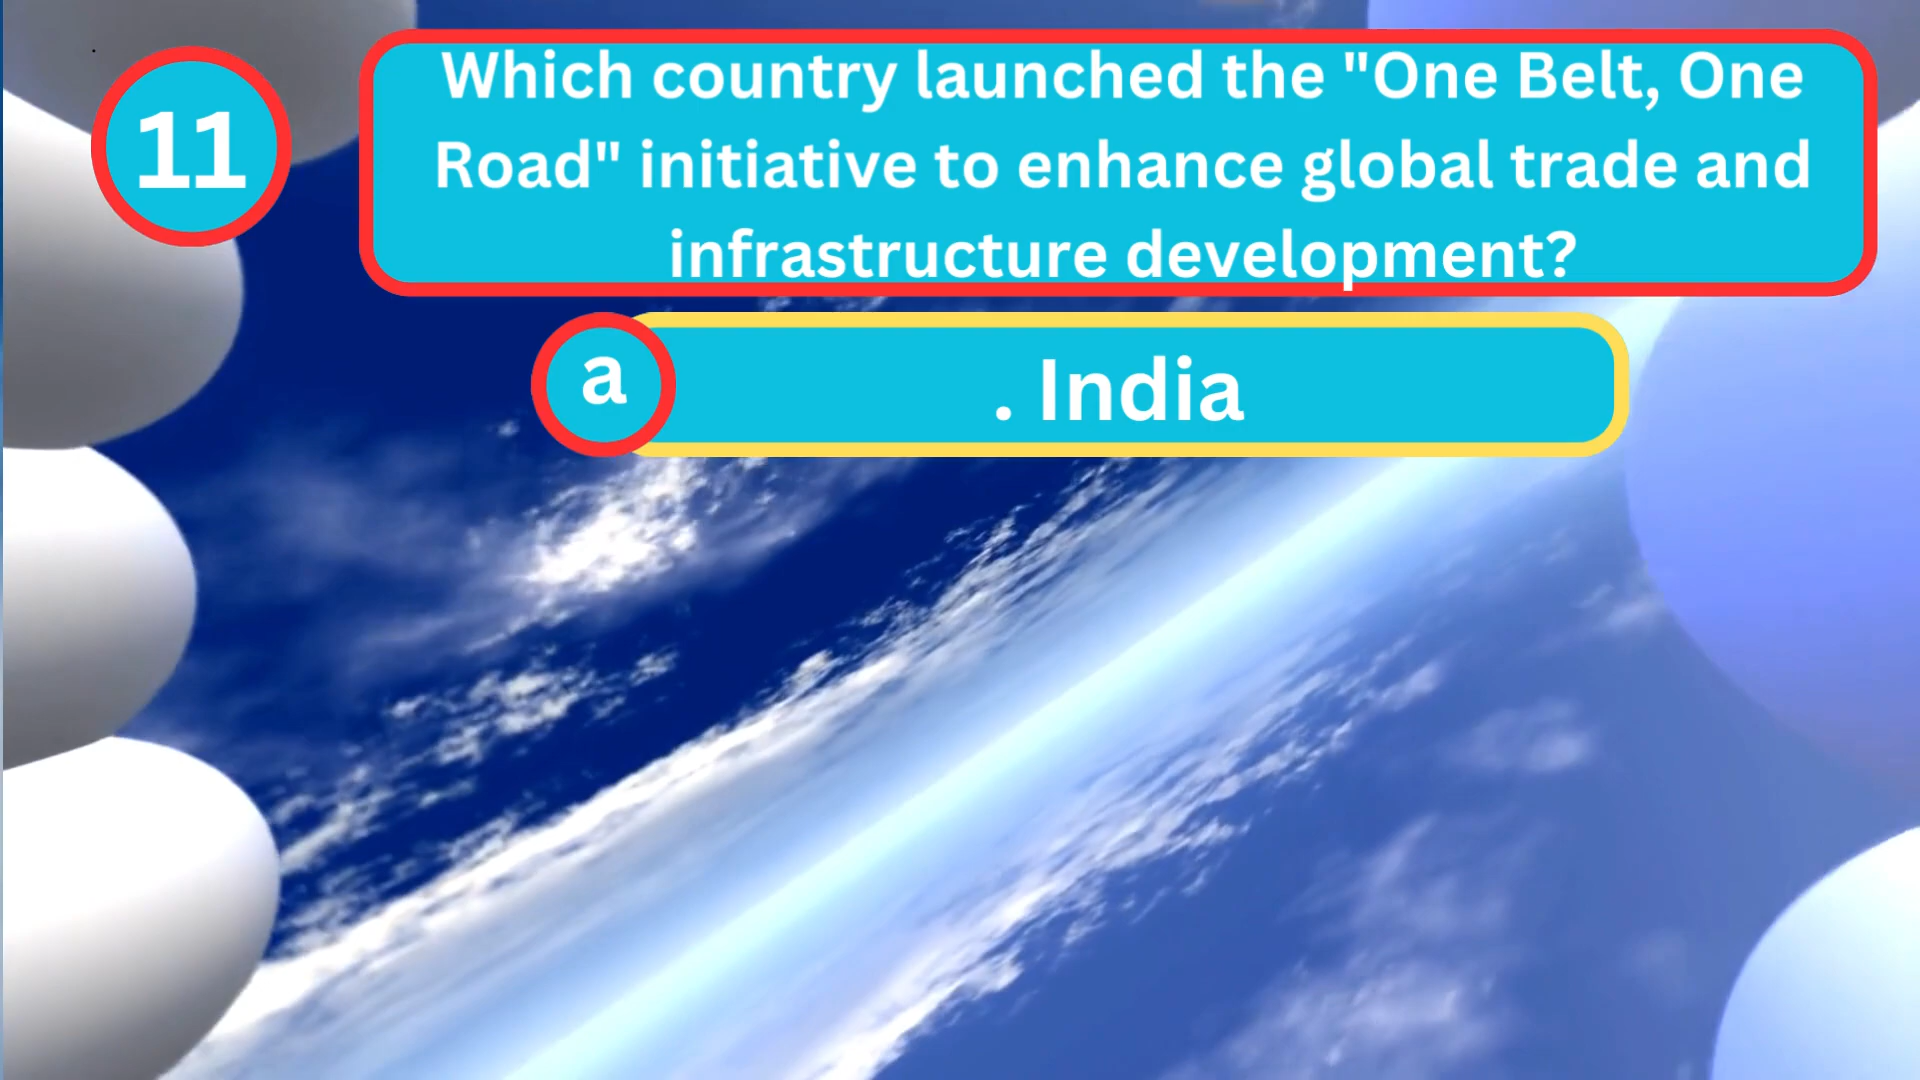 11
Which country launched the "One Belt, One
Road" initiative to enhance global trade and
infrastructure development?
a
. India